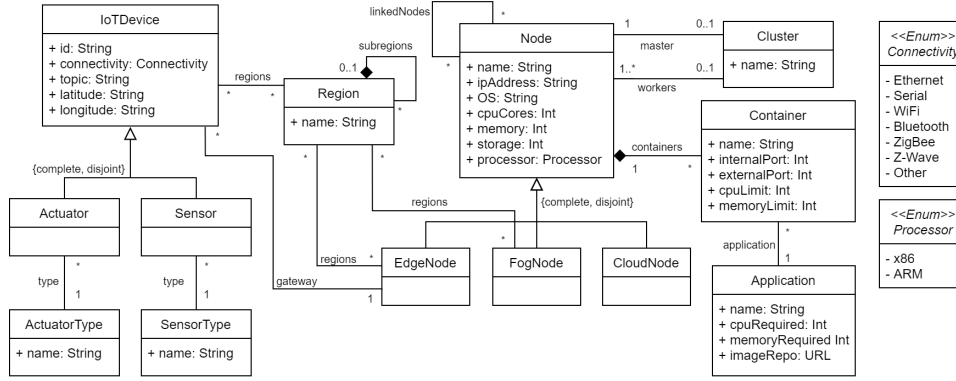 IoTDevice
+ id: String
+ connectivity: Connectivity
+ topic: String
+ latitude: String
+ longitude: String
regions
*
*
*
subregions
0..1
*
Region
+ name: String
*
*
linkedNodes
*
*
Node
+ name: String
+ ipAddress: String
+ OS: String
+ cpuCores: Int
+ memory: Int
+ storage: Int
+ processor: Processor
1
0..1
master
1..*
0..1
workers
Cluster
+ name: String
containers
1
*
Container
+ name: String
+ internalPort: Int
+ externalPort: Int
+ cpuLimit: Int
+ memoryLimit: Int
*
application
1
Application
+ name: String
+ cpuRequired: Int
+ memoryRequired Int
+ imageRepo: URL
<<Enum>>
Connectivity
- Ethernet
- Serial
- WiFi
- Bluetooth
- ZigBee
- Z-Wave
- Other
<<Enum>>
Processor
- x86
- ARM
{complete, disjoint}
Actuator
Sensor
*
type
1
*
type
1
ActuatorType
+ name: String
SensorType
+ name: String
{complete, disjoint}
regions
*
regions
*
gateway
1
EdgeNode
FogNode
CloudNode